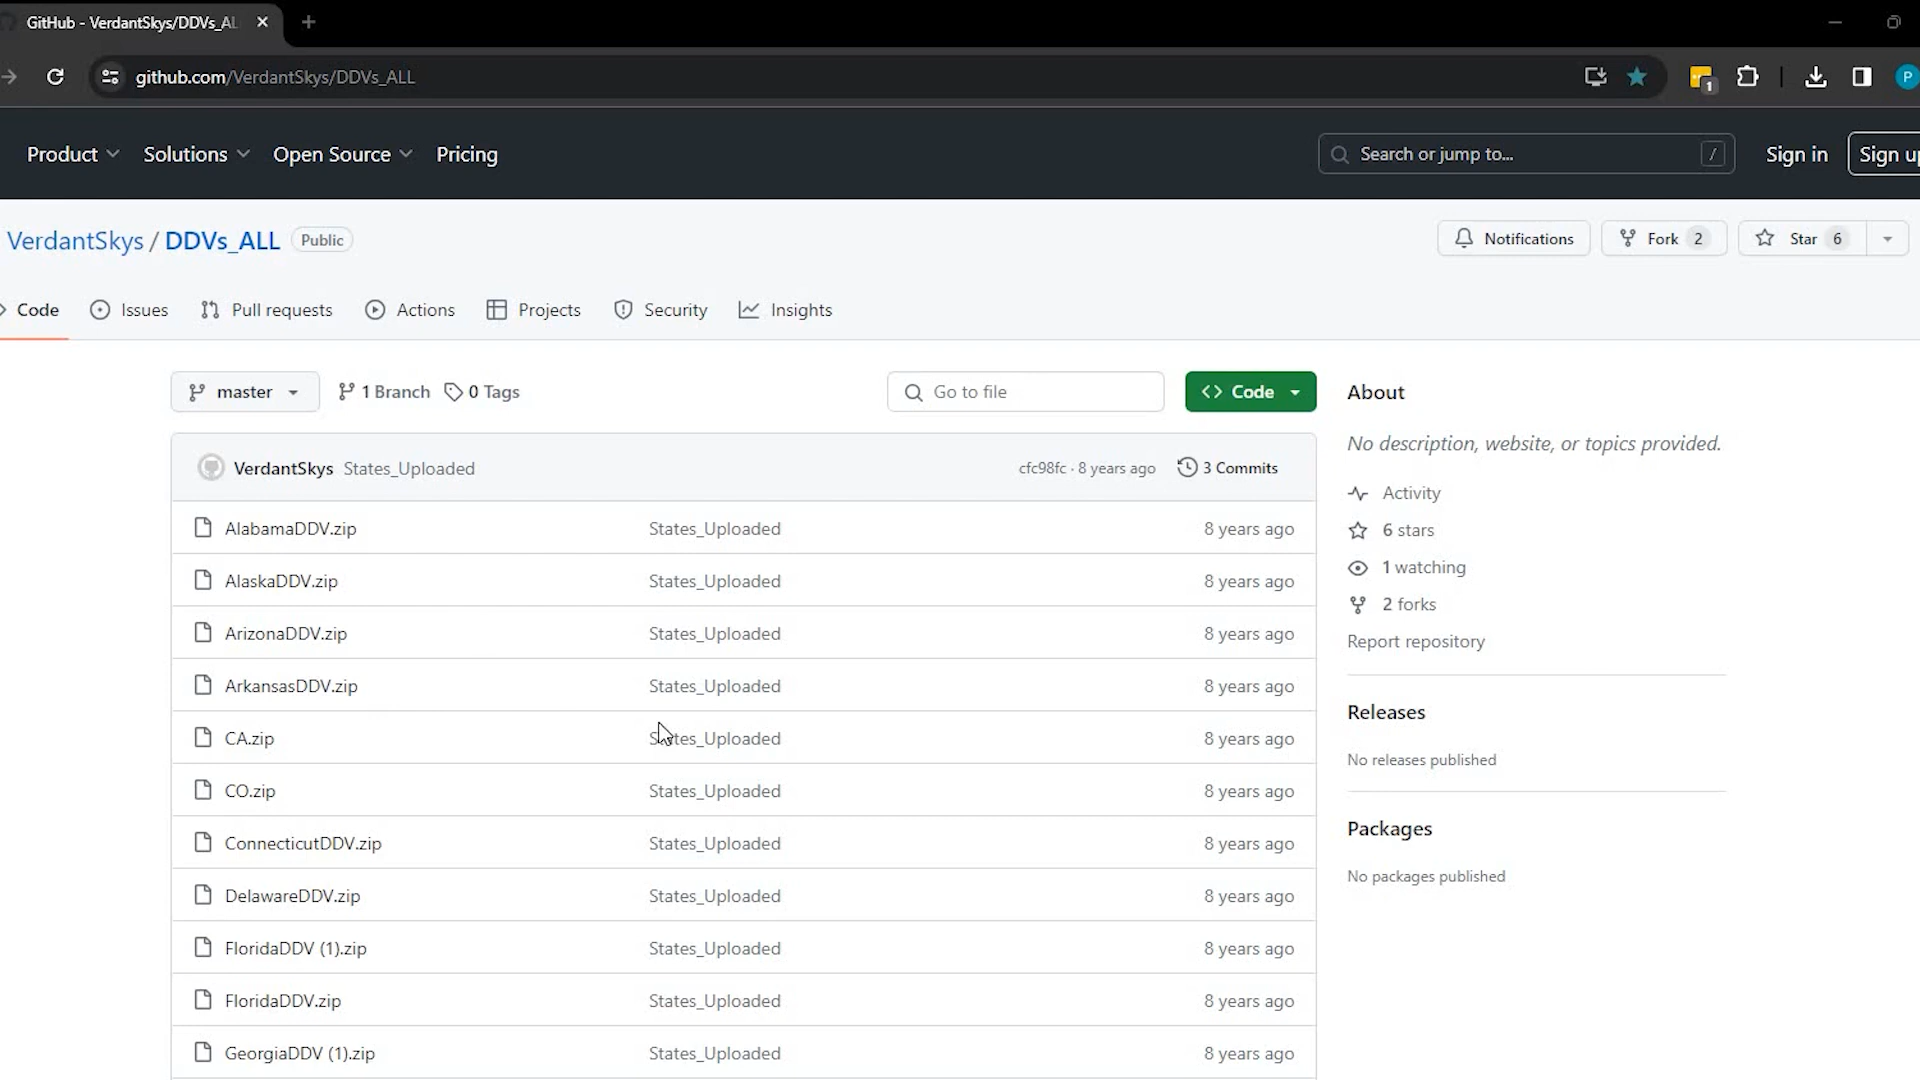 GitHub - VerdantSkys/DDVs_AL
github.com/VerdantSkys/DDVs_ALL
1
P
Product Solutions Open Source Pricing
Search or jump to...
/
Sign in
Sign up
VerdantSkys / DDVs_ALL Public
Notifications
Fork 2
Star 6
Code Issues Pull requests Actions Projects Security Insights
master 1 Branch 0 Tags
Go to file
Code
VerdantSkys States_Uploaded cfc98fc · 8 years ago 3 Commits
AlabamaDDV.zip States_Uploaded 8 years ago
AlaskaDDV.zip States_Uploaded 8 years ago
ArizonaDDV.zip States_Uploaded 8 years ago
ArkansasDDV.zip States_Uploaded 8 years ago
CA.zip States_Uploaded 8 years ago
CO.zip States_Uploaded 8 years ago
ConnecticutDDV.zip States_Uploaded 8 years ago
DelawareDDV.zip States_Uploaded 8 years ago
FloridaDDV (1).zip States_Uploaded 8 years ago
FloridaDDV.zip States_Uploaded 8 years ago
GeorgiaDDV (1).zip States_Uploaded 8 years ago
About
No description, website, or topics provided.
Activity
6 stars
1 watching
2 forks
Report repository
Releases
No releases published
Packages
No packages published